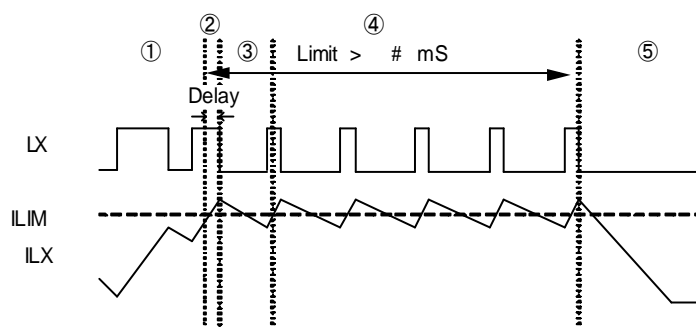 ②
① ③ ④ ⑤
Limit > # mS
Delay
LX
ILIM
ILX